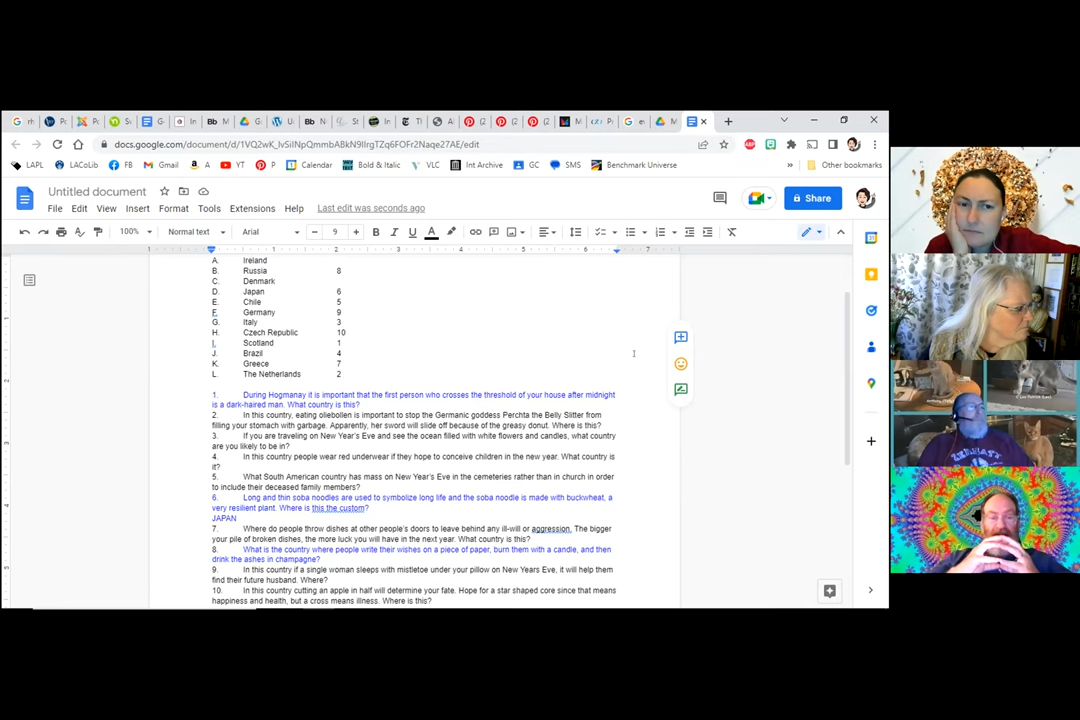 docs.google.com/document/d/1VQ2wK_IvSiINpQmmbABkN9IIrgTZq6FOFr2Naqe27AE/edit
LAPL LACoLib FB Gmail A YT P Calendar Bold & Italic VLC Int Archive GC SMS Benchmark Universe » Other bookmarks
Untitled document
Share
File Edit View Insert Format Tools Extensions Help Last edit was seconds ago
100% Normal text Arial 9
A. Ireland
B. Russia 8
C. Denmark
D. Japan 6
E. Chile 5
F. Germany 9
G. Italy 3
H. Czech Republic 10
I. Scotland 1
J. Brazil 4
K. Greece 7
L. The Netherlands 2
1. During Hogmanay it is important that the first person who crosses the threshold of your house after midnight
is a dark-haired man. What country is this?
2. In this country, eating oliebollen is important to stop the Germanic goddess Perchta the Belly Slitter from
filling your stomach with garbage. Apparently, her sword will slide off because of the greasy donut. Where is this?
3. If you are traveling on New Year's Eve and see the ocean filled with white flowers and candles, what country
are you likely to be in?
4. In this country people wear red underwear if they hope to conceive children in the new year. What country is
it?
5. What South American country has mass on New Year's Eve in the cemeteries rather than in church in order
to include their deceased family members?
6. Long and thin soba noodles are used to symbolize long life and the soba noodle is made with buckwheat, a
very resilient plant. Where is this the custom?
JAPAN
7. Where do people throw dishes at other people's doors to leave behind any ill-will or aggression. The bigger
your pile of broken dishes, the more luck you will have in the next year. What country is this?
8. What is the country where people write their wishes on a piece of paper, burn them with a candle, and then
drink the ashes in champagne?
9. In this country if a single woman sleeps with mistletoe under your pillow on New Years Eve, it will help them
find their future husband. Where?
10. In this country cutting an apple in half will determine your fate. Hope for a star shaped core since that means
happiness and health, but a cross means illness. Where is this?